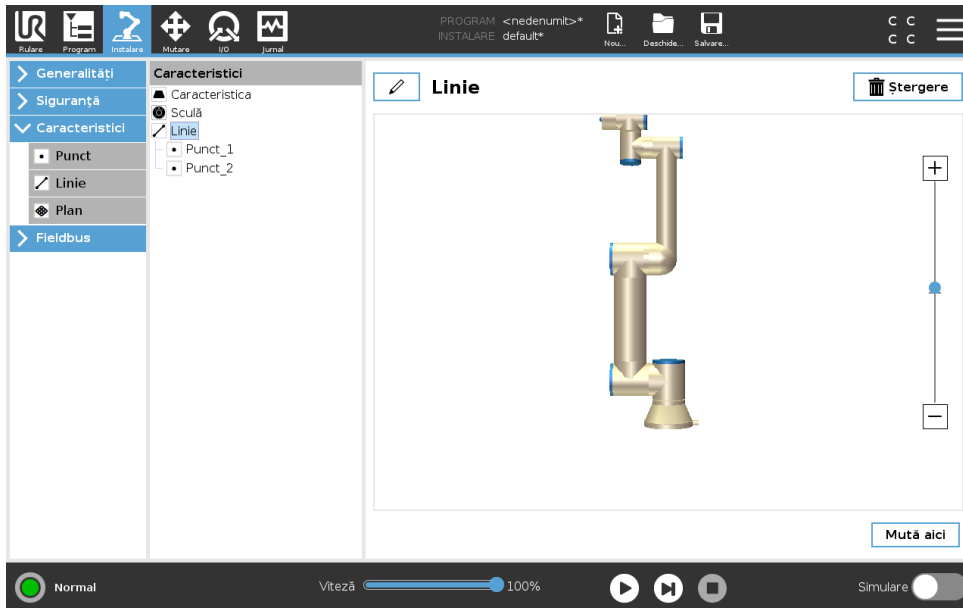 UR
Rulare
Program
Instalare
Mutare
I/O
Jurnal
PROGRAM <nedenumit>*
INSTALARE default*
Nou...
Deschide...
Salvare...
C C
C C
Generalități
Siguranță
Caracteristici
Punct
Linie
Plan
Fieldbus
Caracteristici
Caracteristica
Sculă
Linie
Punct_1
Punct_2
Linie
Ștergere
Mută aici
Normal
Viteză
100%
Simulare